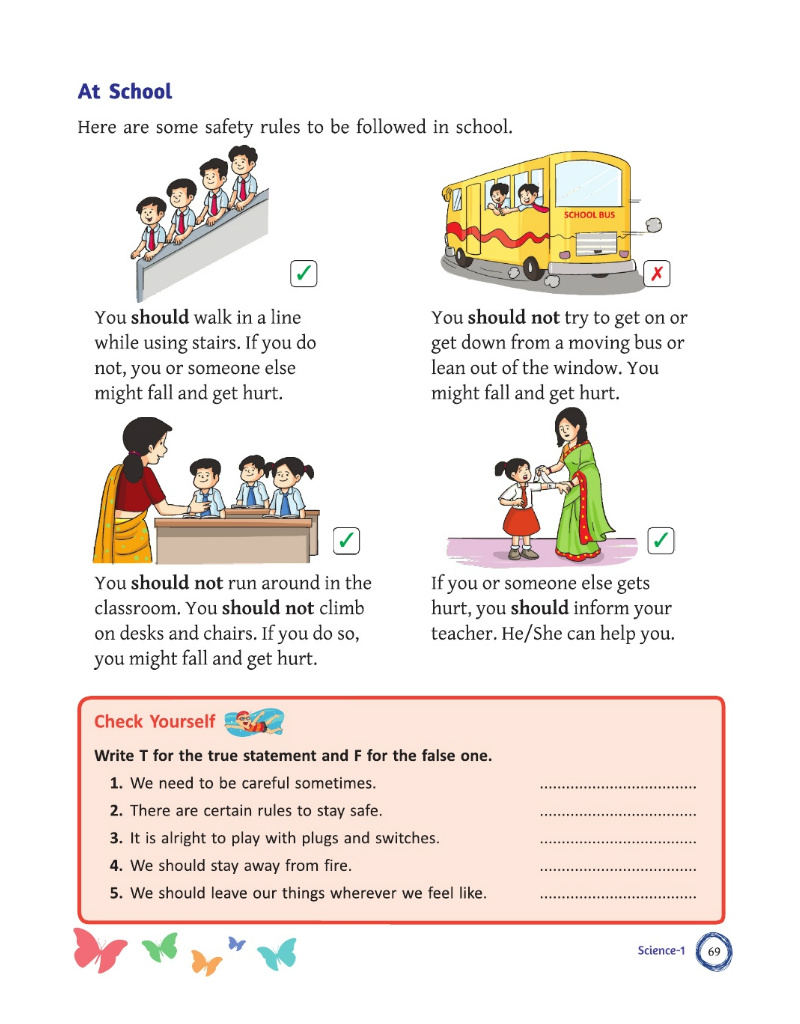 At School
Here are some safety rules to be followed in school.
SCHOOL BUS
✓
✗
You should walk in a line
while using stairs. If you do
not, you or someone else
might fall and get hurt.
You should not try to get on or
get down from a moving bus or
lean out of the window. You
might fall and get hurt.
✓
✓
You should not run around in the
classroom. You should not climb
on desks and chairs. If you do so,
you might fall and get hurt.
If you or someone else gets
hurt, you should inform your
teacher. He/She can help you.
Check Yourself
Write T for the true statement and F for the false one.
1. We need to be careful sometimes. ....................................
2. There are certain rules to stay safe. ....................................
3. It is alright to play with plugs and switches. ....................................
4. We should stay away from fire. ....................................
5. We should leave our things wherever we feel like. ....................................
Science-1 69